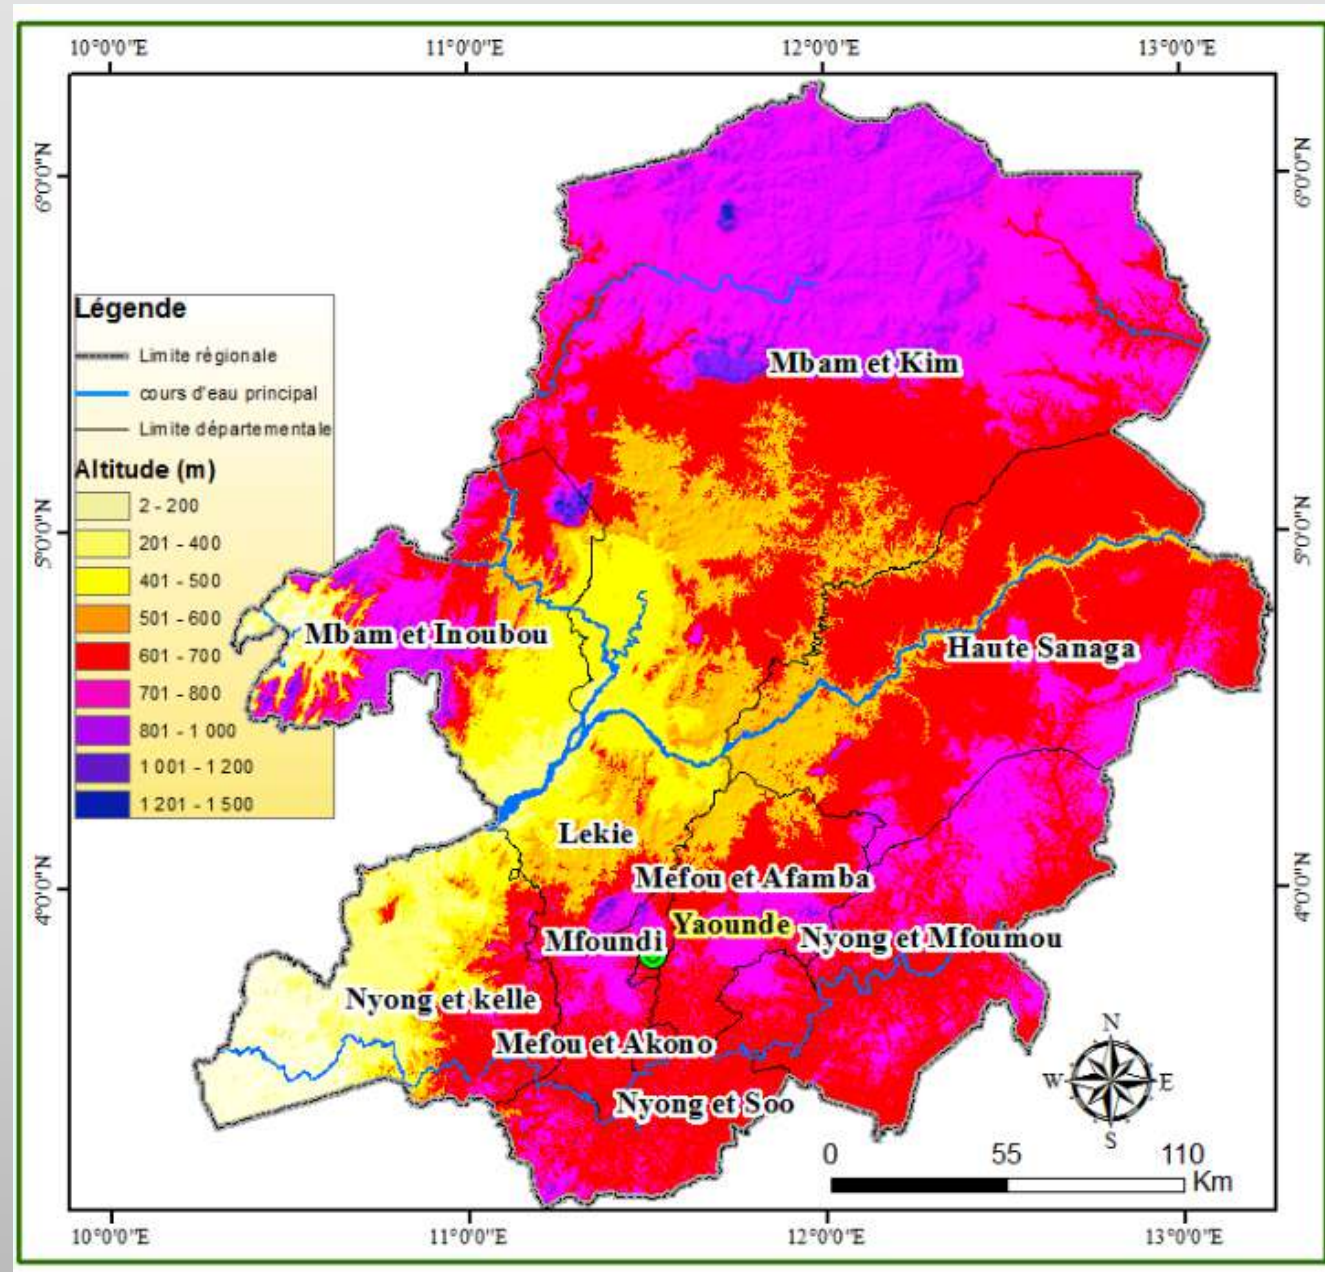 10°0'0"E 11°0'0"E 12°0'0"E 13°0'0"E
6°0'0"N
6°0'0"N
Légende
Limite régionale
cours d'eau principal
Limite départementale
Altitude (m)
2 - 200
201 - 400
401 - 500
501 - 600
601 - 700
701 - 800
801 - 1 000
1 001 - 1 200
1 201 - 1 500
5°0'0"N
5°0'0"N
4°0'0"N
4°0'0"N
Mbam et Kim
Mbam et Inoubou
Haute Sanaga
Lekie
Mefou et Afamba
Yaounde
Mfoundi
Nyong et Mfoumou
Nyong et kelle
Mefou et Akono
Nyong et Soo
N
W
E
S
0 55 110
Km
10°0'0"E 11°0'0"E 12°0'0"E 13°0'0"E